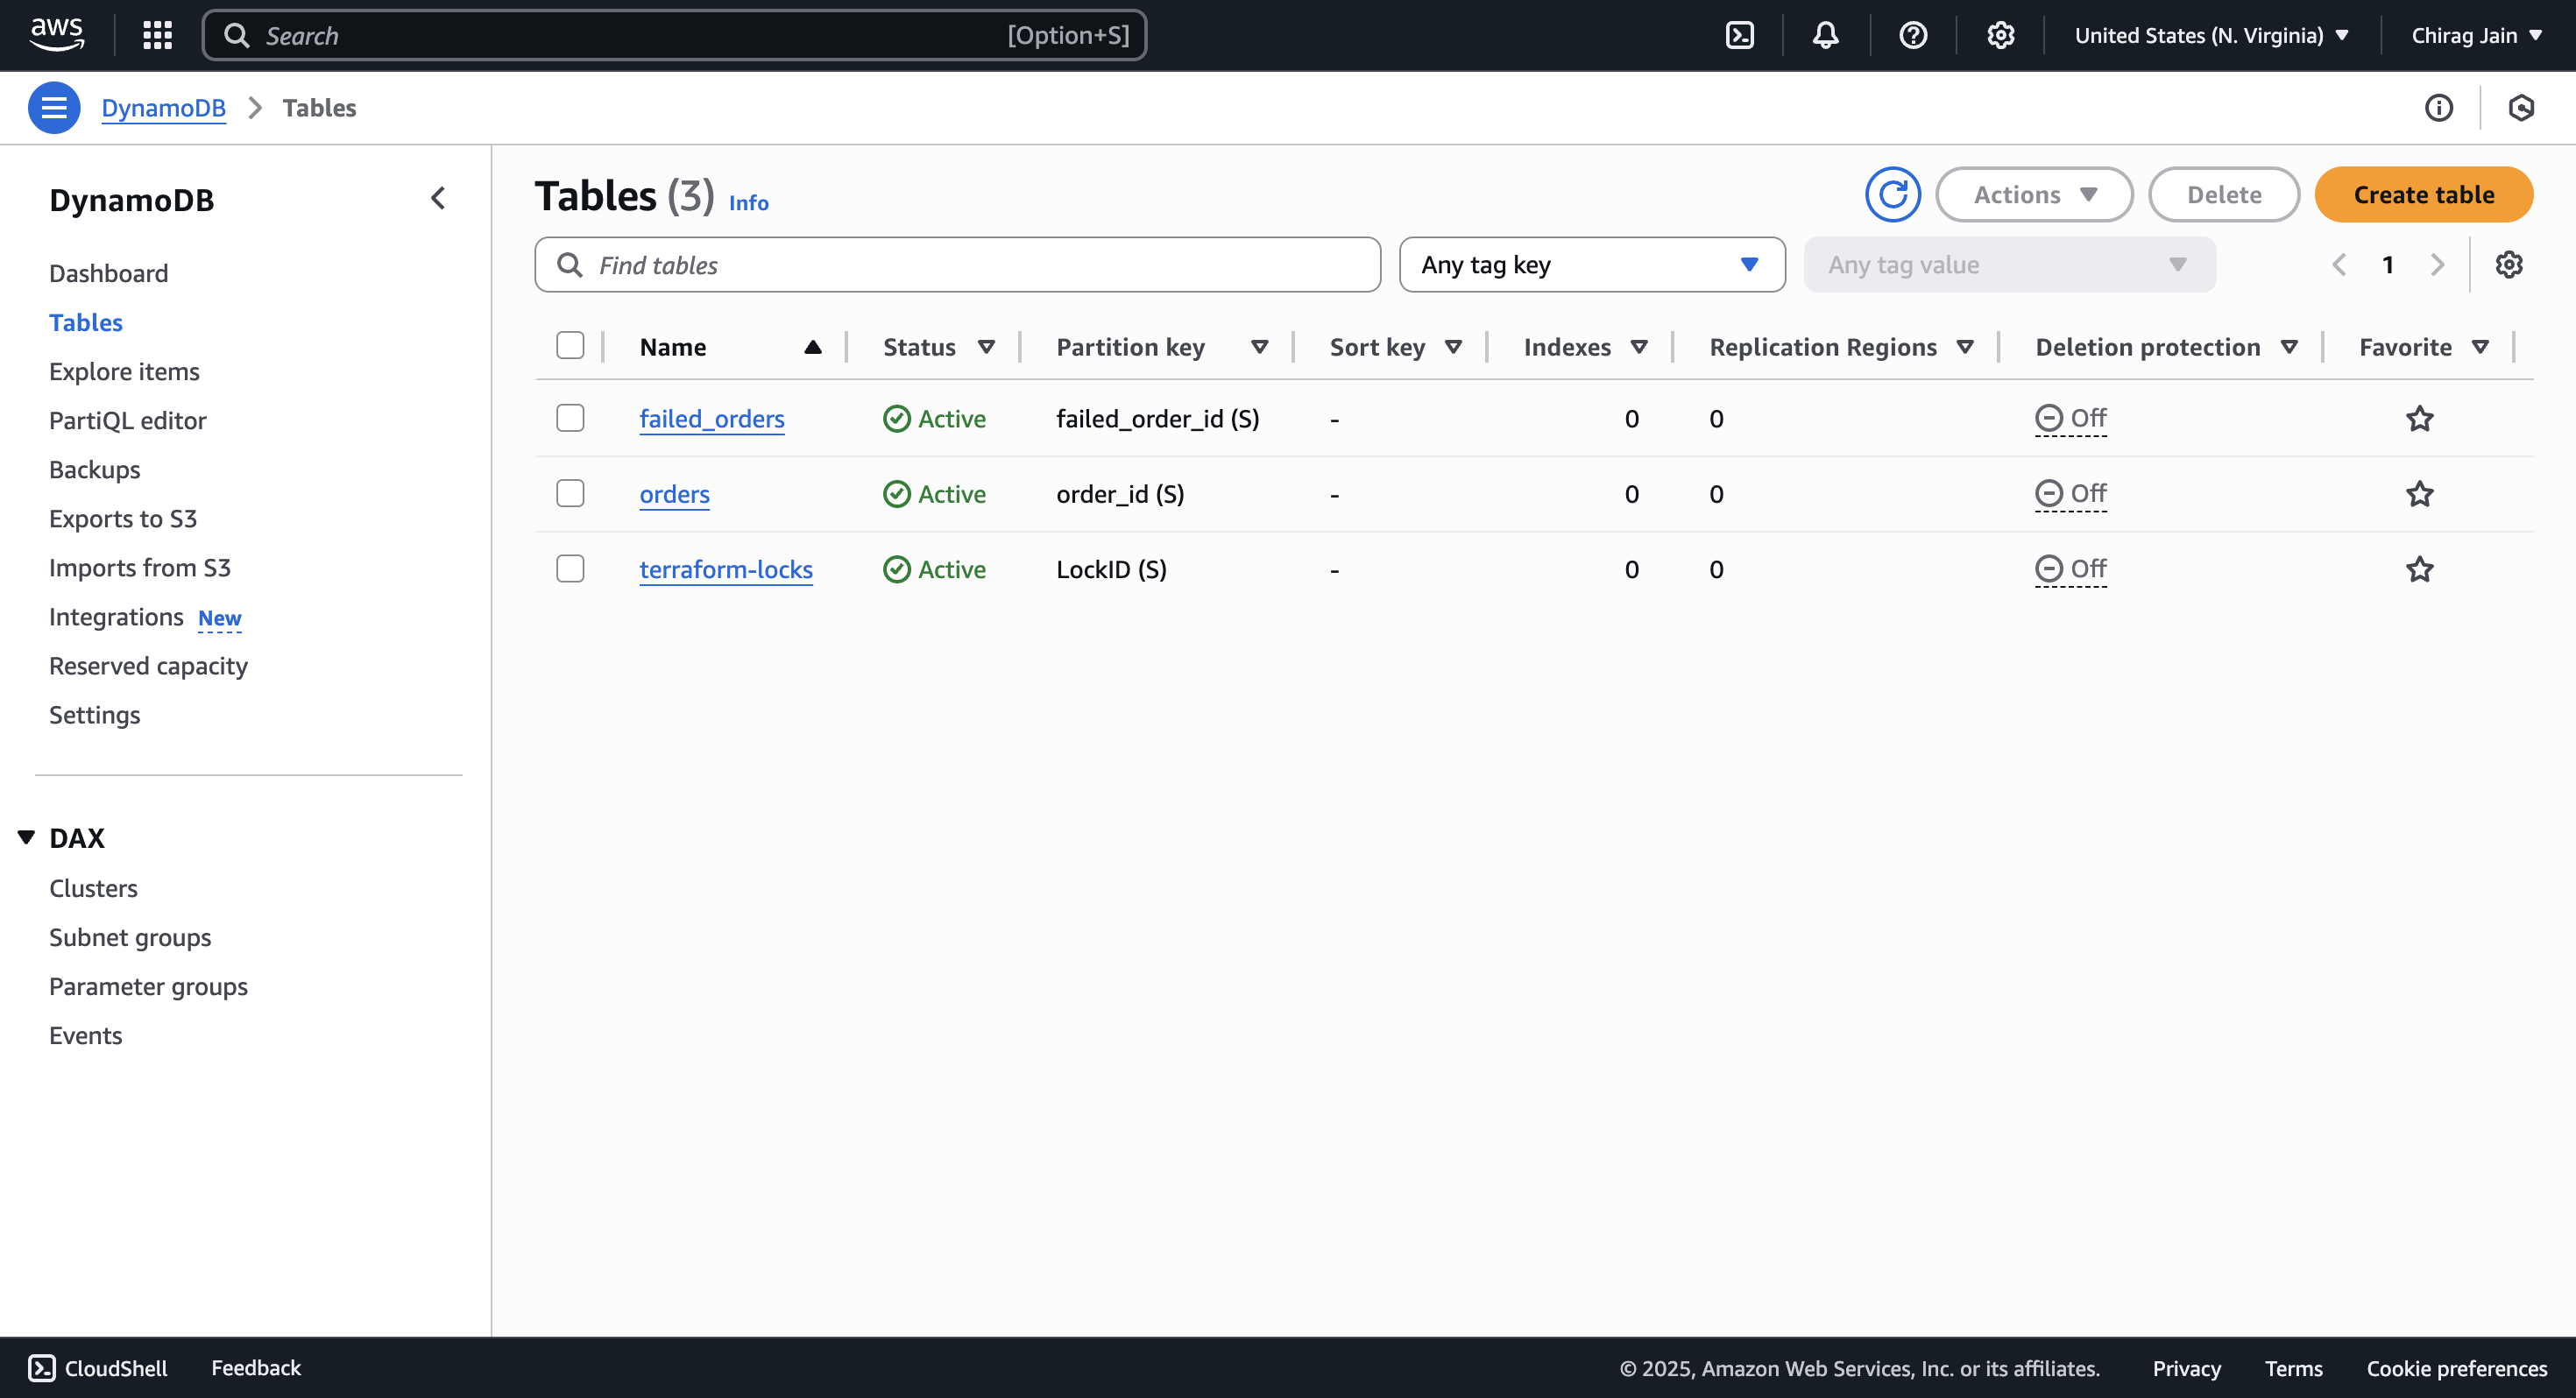 aws
Search [Option+S] United States (N. Virginia) Chirag Jain
DynamoDB Tables
DynamoDB
Dashboard
Tables
Explore items
PartiQL editor
Backups
Exports to S3
Imports from S3
Integrations New
Reserved capacity
Settings
DAX
Clusters
Subnet groups
Parameter groups
Events
Tables (3) Info
Actions Delete Create table
Find tables Any tag key Any tag value 1
Name Status Partition key Sort key Indexes Replication Regions Deletion protection Favorite
failed_orders Active failed_order_id (S) - 0 0 Off
orders Active order_id (S) - 0 0 Off
terraform-locks Active LockID (S) - 0 0 Off
CloudShell Feedback © 2025, Amazon Web Services, Inc. or its affiliates. Privacy Terms Cookie preferences